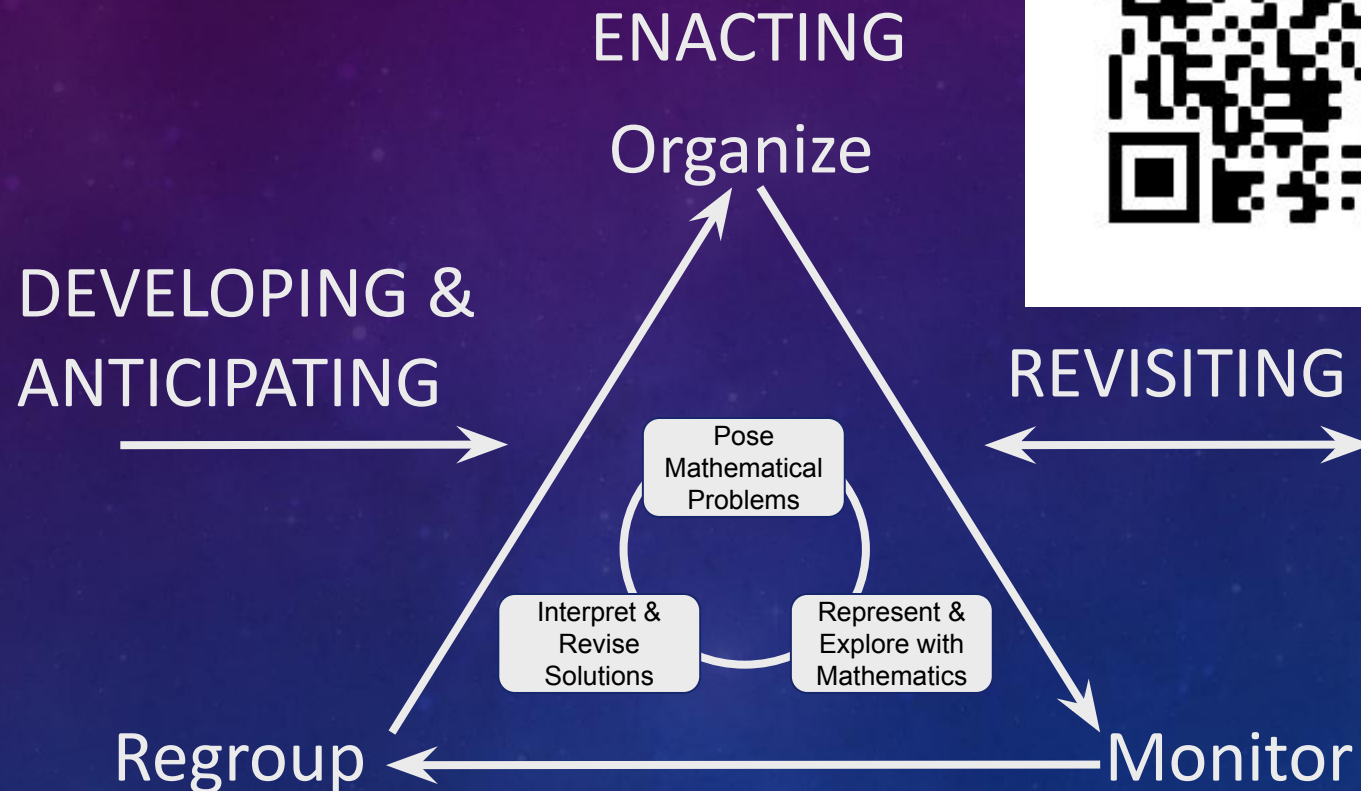 ENACTING
Organize
DEVELOPING &
ANTICIPATING
REVISITING
Pose
Mathematical
Problems
Interpret &
Revise
Solutions
Represent &
Explore with
Mathematics
Regroup
Monitor